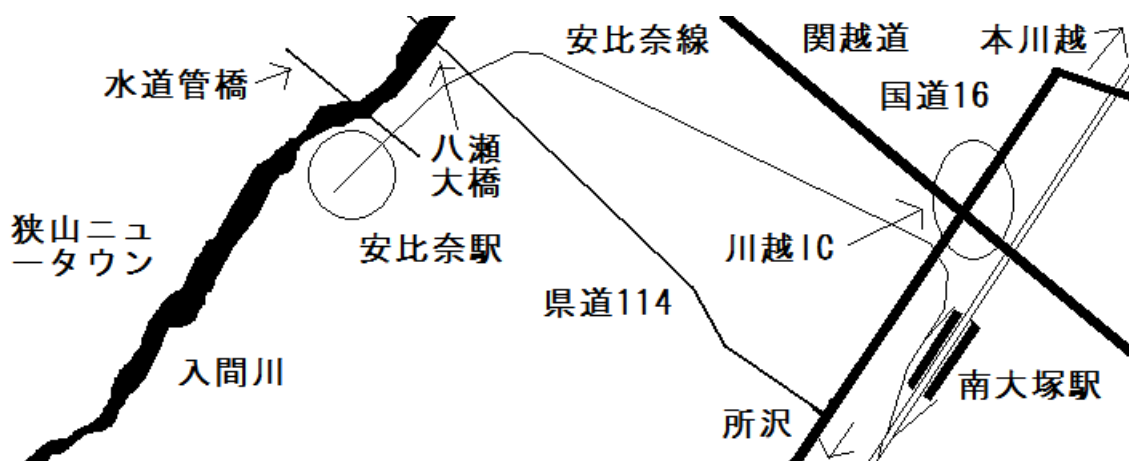 安比奈線
関越道
本川越
水道管橋
国道16
八瀬
大橋
狭山ニュ
ータウン
安比奈駅
川越IC
県道114
入間川
南大塚駅
所沢